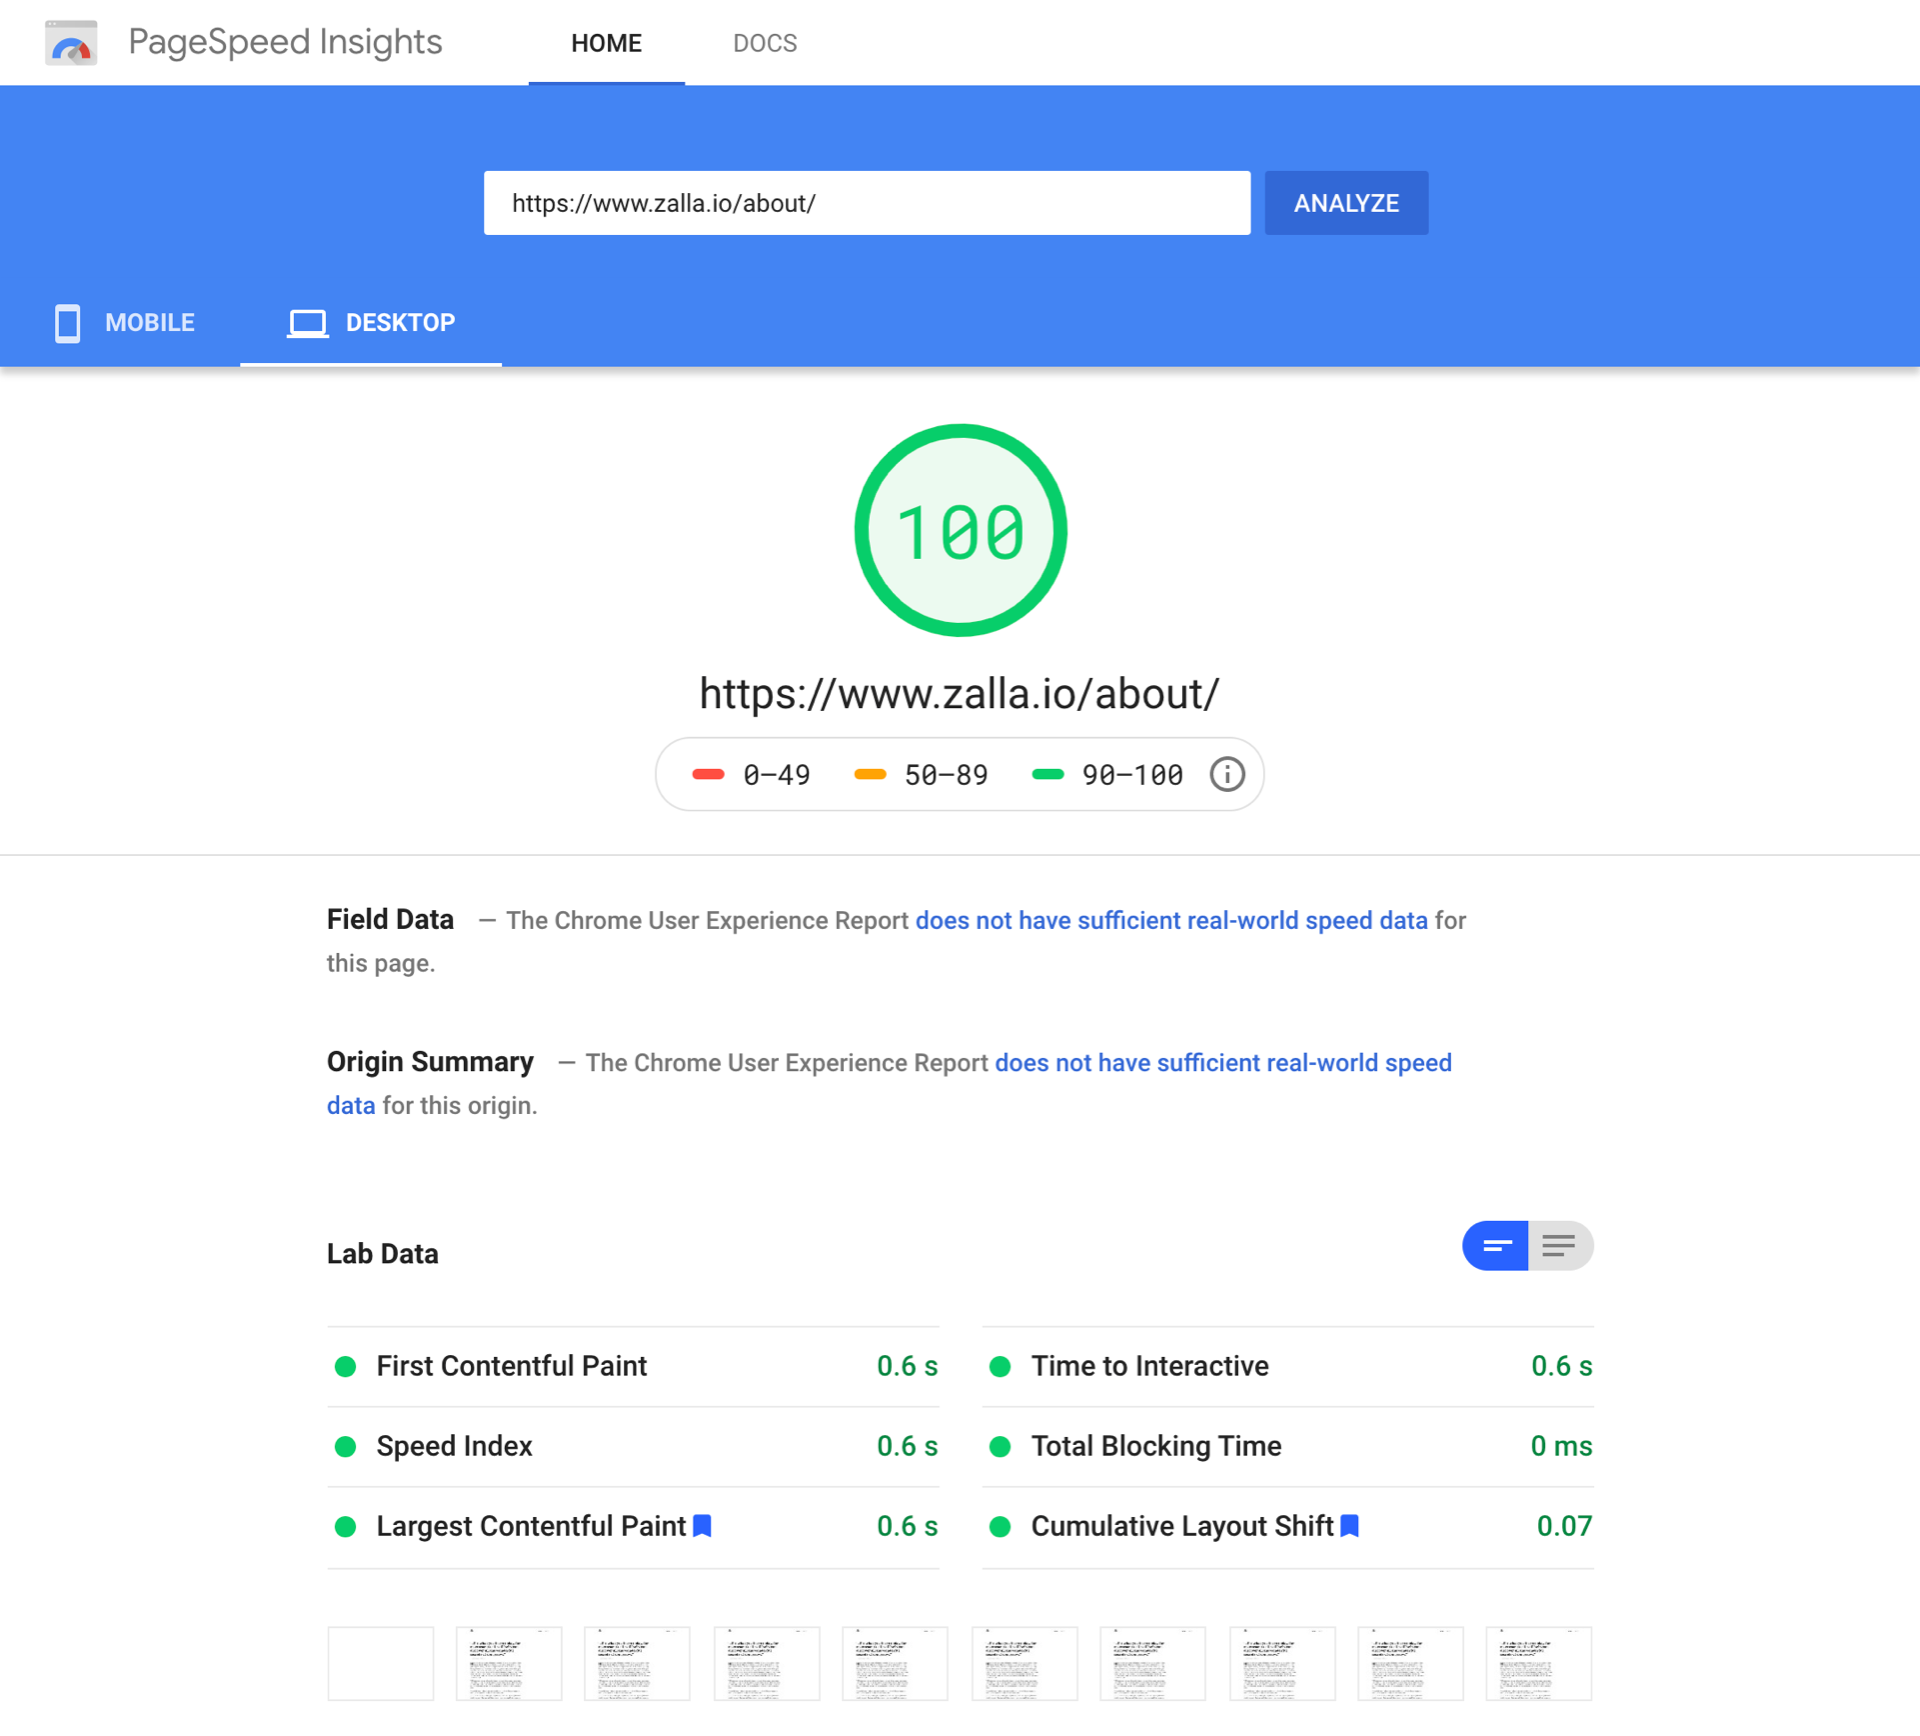 PageSpeed Insights
HOME
DOCS
https://www.zalla.io/about/
ANALYZE
MOBILE
DESKTOP
100
https://www.zalla.io/about/
0–49
50–89
90–100
Field Data — The Chrome User Experience Report does not have sufficient real-world speed data for
this page.
Origin Summary — The Chrome User Experience Report does not have sufficient real-world speed
data for this origin.
Lab Data
First Contentful Paint 0.6 s
Time to Interactive 0.6 s
Speed Index 0.6 s
Total Blocking Time 0 ms
Largest Contentful Paint 0.6 s
Cumulative Layout Shift 0.07